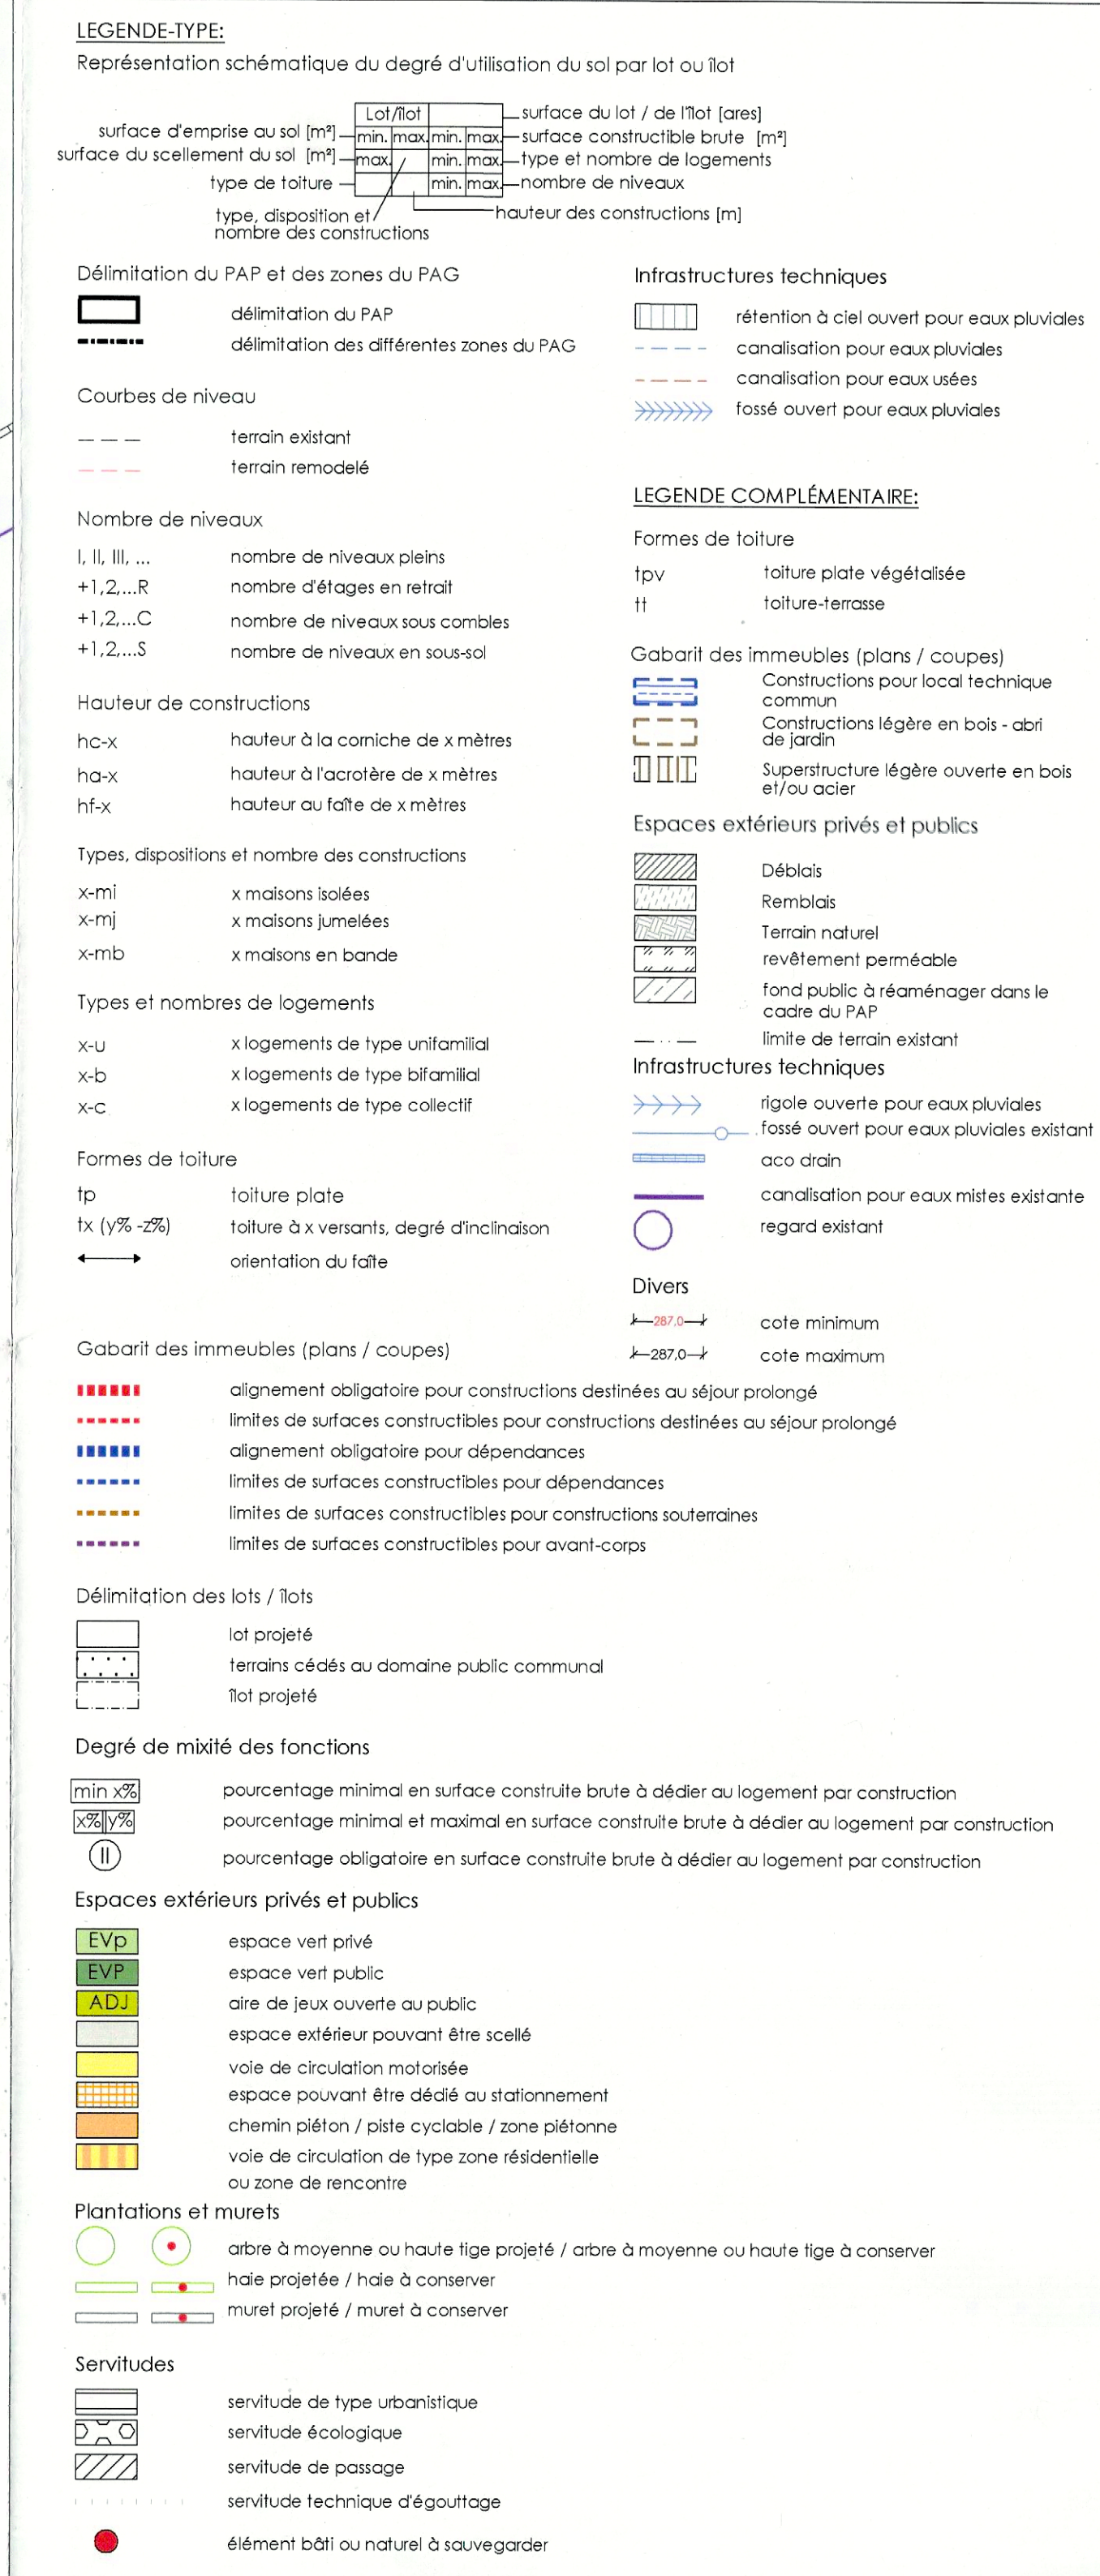 LEGENDE-TYPE:
Représentation schématique du degré d'utilisation du sol par lot ou îlot
Lot/îlot
surface du lot / de l'îlot [ares]
surface d'emprise au sol [m²]
min. max. min. max.
surface constructible brute [m²]
surface du scellement du sol [m²]
max. min. max.
type et nombre de logements
type de toiture
min. max.
nombre de niveaux
type, disposition et
nombre des constructions
hauteur des constructions [m]
Délimitation du PAP et des zones du PAG
délimitation du PAP
délimitation des différentes zones du PAG
Courbes de niveau
terrain existant
terrain remodelé
Nombre de niveaux
I, II, III, ... nombre de niveaux pleins
+1,2,...R nombre d'étages en retrait
+1,2,...C nombre de niveaux sous combles
+1,2,...S nombre de niveaux en sous-sol
Hauteur de constructions
hc-x hauteur à la corniche de x mètres
ha-x hauteur à l'acrotère de x mètres
hf-x hauteur au faîte de x mètres
Types, dispositions et nombre des constructions
x-mi x maisons isolées
x-mj x maisons jumelées
x-mb x maisons en bande
Types et nombres de logements
x-u x logements de type unifamilial
x-b x logements de type bifamilial
x-c x logements de type collectif
Formes de toiture
tp toiture plate
tx (y% -z%) toiture à x versants, degré d'inclinaison
orientation du faîte
Infrastructures techniques
rétention à ciel ouvert pour eaux pluviales
canalisation pour eaux pluviales
canalisation pour eaux usées
fossé ouvert pour eaux pluviales
LEGENDE COMPLÉMENTAIRE:
Formes de toiture
tpv toiture plate végétalisée
tt toiture-terrasse
Gabarit des immeubles (plans / coupes)
Constructions pour local technique
commun
Constructions légère en bois - abri
de jardin
Superstructure légère ouverte en bois
et/ou acier
Espaces extérieurs privés et publics
Déblais
Remblais
Terrain naturel
revêtement perméable
fond public à réaménager dans le
cadre du PAP
limite de terrain existant
Infrastructures techniques
rigole ouverte pour eaux pluviales
fossé ouvert pour eaux pluviales existant
aco drain
canalisation pour eaux mistes existante
regard existant
Divers
287,0 cote minimum
287,0 cote maximum
Gabarit des immeubles (plans / coupes)
alignement obligatoire pour constructions destinées au séjour prolongé
limites de surfaces constructibles pour constructions destinées au séjour prolongé
alignement obligatoire pour dépendances
limites de surfaces constructibles pour dépendances
limites de surfaces constructibles pour constructions souterraines
limites de surfaces constructibles pour avant-corps
Délimitation des lots / îlots
lot projeté
terrains cédés au domaine public communal
îlot projeté
Degré de mixité des fonctions
min x% pourcentage minimal en surface construite brute à dédier au logement par construction
x% y% pourcentage minimal et maximal en surface construite brute à dédier au logement par construction
II pourcentage obligatoire en surface construite brute à dédier au logement par construction
Espaces extérieurs privés et publics
EVp espace vert privé
EVP espace vert public
ADJ aire de jeux ouverte au public
espace extérieur pouvant être scellé
voie de circulation motorisée
espace pouvant être dédié au stationnement
chemin piéton / piste cyclable / zone piétonne
voie de circulation de type zone résidentielle
ou zone de rencontre
Plantations et murets
arbre à moyenne ou haute tige projeté / arbre à moyenne ou haute tige à conserver
haie projetée / haie à conserver
muret projeté / muret à conserver
Servitudes
servitude de type urbanistique
servitude écologique
servitude de passage
servitude technique d'égouttage
élément bâti ou naturel à sauvegarder